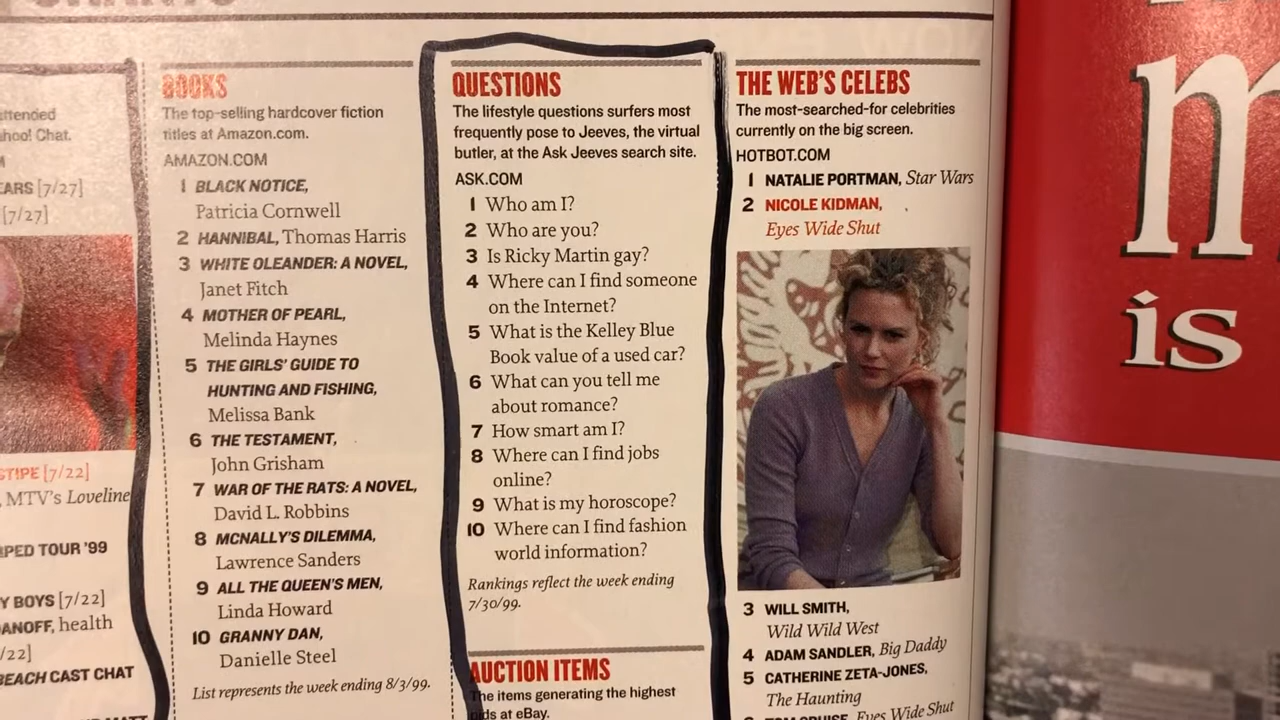 CHARTS
attended
Yahoo! Chat.
[7/27]
[7/27]
[7/22]
, MTV's Loveline
TOUR '99
BOYS [7/22]
, health
/22]
BEACH CAST CHAT
BOOKS
The top-selling hardcover fiction
titles at Amazon.com.
AMAZON.COM
1 BLACK NOTICE,
Patricia Cornwell
2 HANNIBAL, Thomas Harris
3 WHITE OLEANDER: A NOVEL,
Janet Fitch
4 MOTHER OF PEARL,
Melinda Haynes
5 THE GIRLS' GUIDE TO
HUNTING AND FISHING,
Melissa Bank
6 THE TESTAMENT,
John Grisham
7 WAR OF THE RATS: A NOVEL,
David L. Robbins
8 MCNALLY'S DILEMMA,
Lawrence Sanders
9 ALL THE QUEEN'S MEN,
Linda Howard
10 GRANNY DAN,
Danielle Steel
List represents the week ending 8/3/99.
QUESTIONS
The lifestyle questions surfers most
frequently pose to Jeeves, the virtual
butler, at the Ask Jeeves search site.
ASK.COM
1 Who am I?
2 Who are you?
3 Is Ricky Martin gay?
4 Where can I find someone
on the Internet?
5 What is the Kelley Blue
Book value of a used car?
6 What can you tell me
about romance?
7 How smart am I?
8 Where can I find jobs
online?
9 What is my horoscope?
10 Where can I find fashion
world information?
Rankings reflect the week ending
7/30/99.
AUCTION ITEMS
The items generating the highest
bids at eBay.
THE WEB'S CELEBS
The most-searched-for celebrities
currently on the big screen.
HOTBOT.COM
1 NATALIE PORTMAN, Star Wars
2 NICOLE KIDMAN,
Eyes Wide Shut
3 WILL SMITH,
Wild Wild West
4 ADAM SANDLER, Big Daddy
5 CATHERINE ZETA-JONES,
The Haunting
6 TOM CRUISE, Eyes Wide Shut
m
is